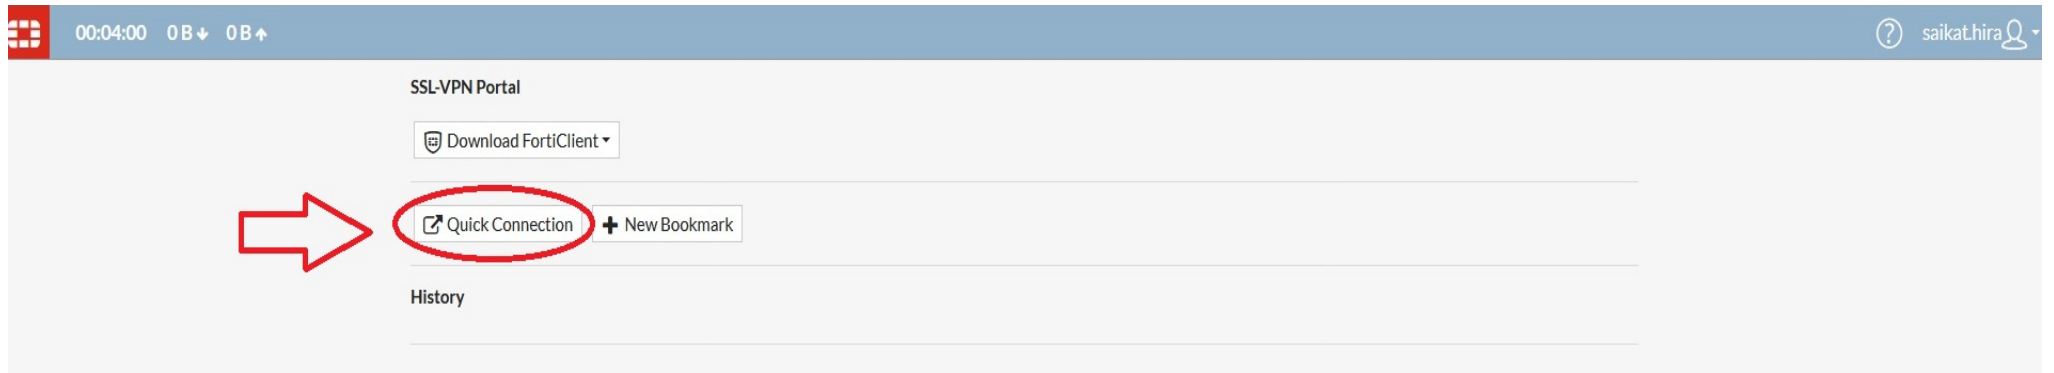 00:04:00 0 B 0 B saikat.hira
SSL-VPN Portal
Download FortiClient
Quick Connection New Bookmark
History